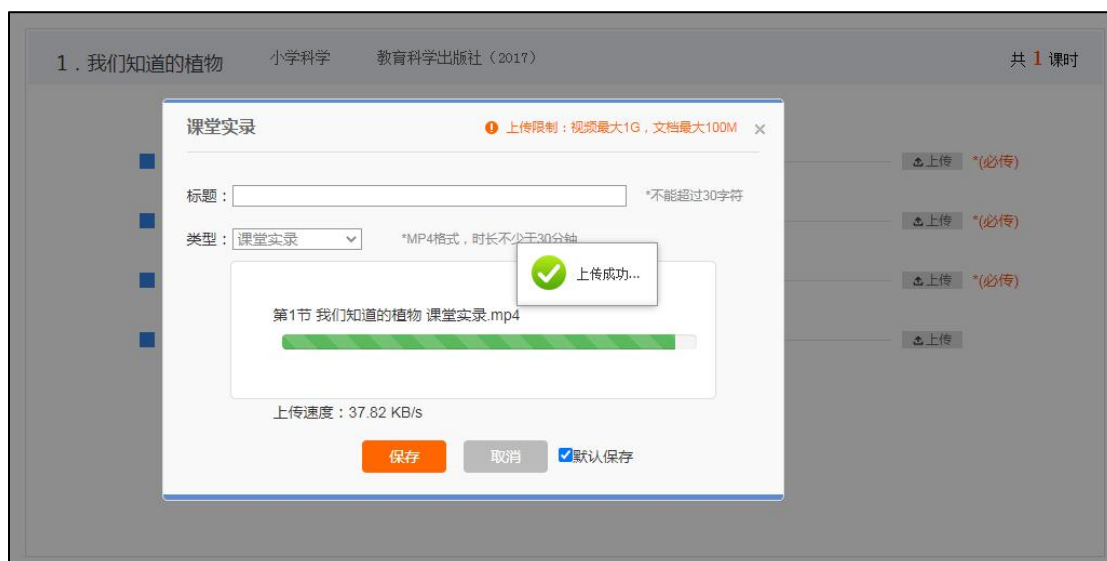 1．我们知道的植物 小学科学 教育科学出版社（2017） 共 1 课时
课堂实录 上传限制：视频最大1G，文档最大100M ×
上传 *(必传)
标题： *不能超过30字符
上传 *(必传)
类型： 课堂实录 *MP4格式，时长不少于30分钟
上传成功...
上传 *(必传)
第1节 我们知道的植物 课堂实录.mp4
上传
上传速度：37.82 KB/s
保存 取消 默认保存